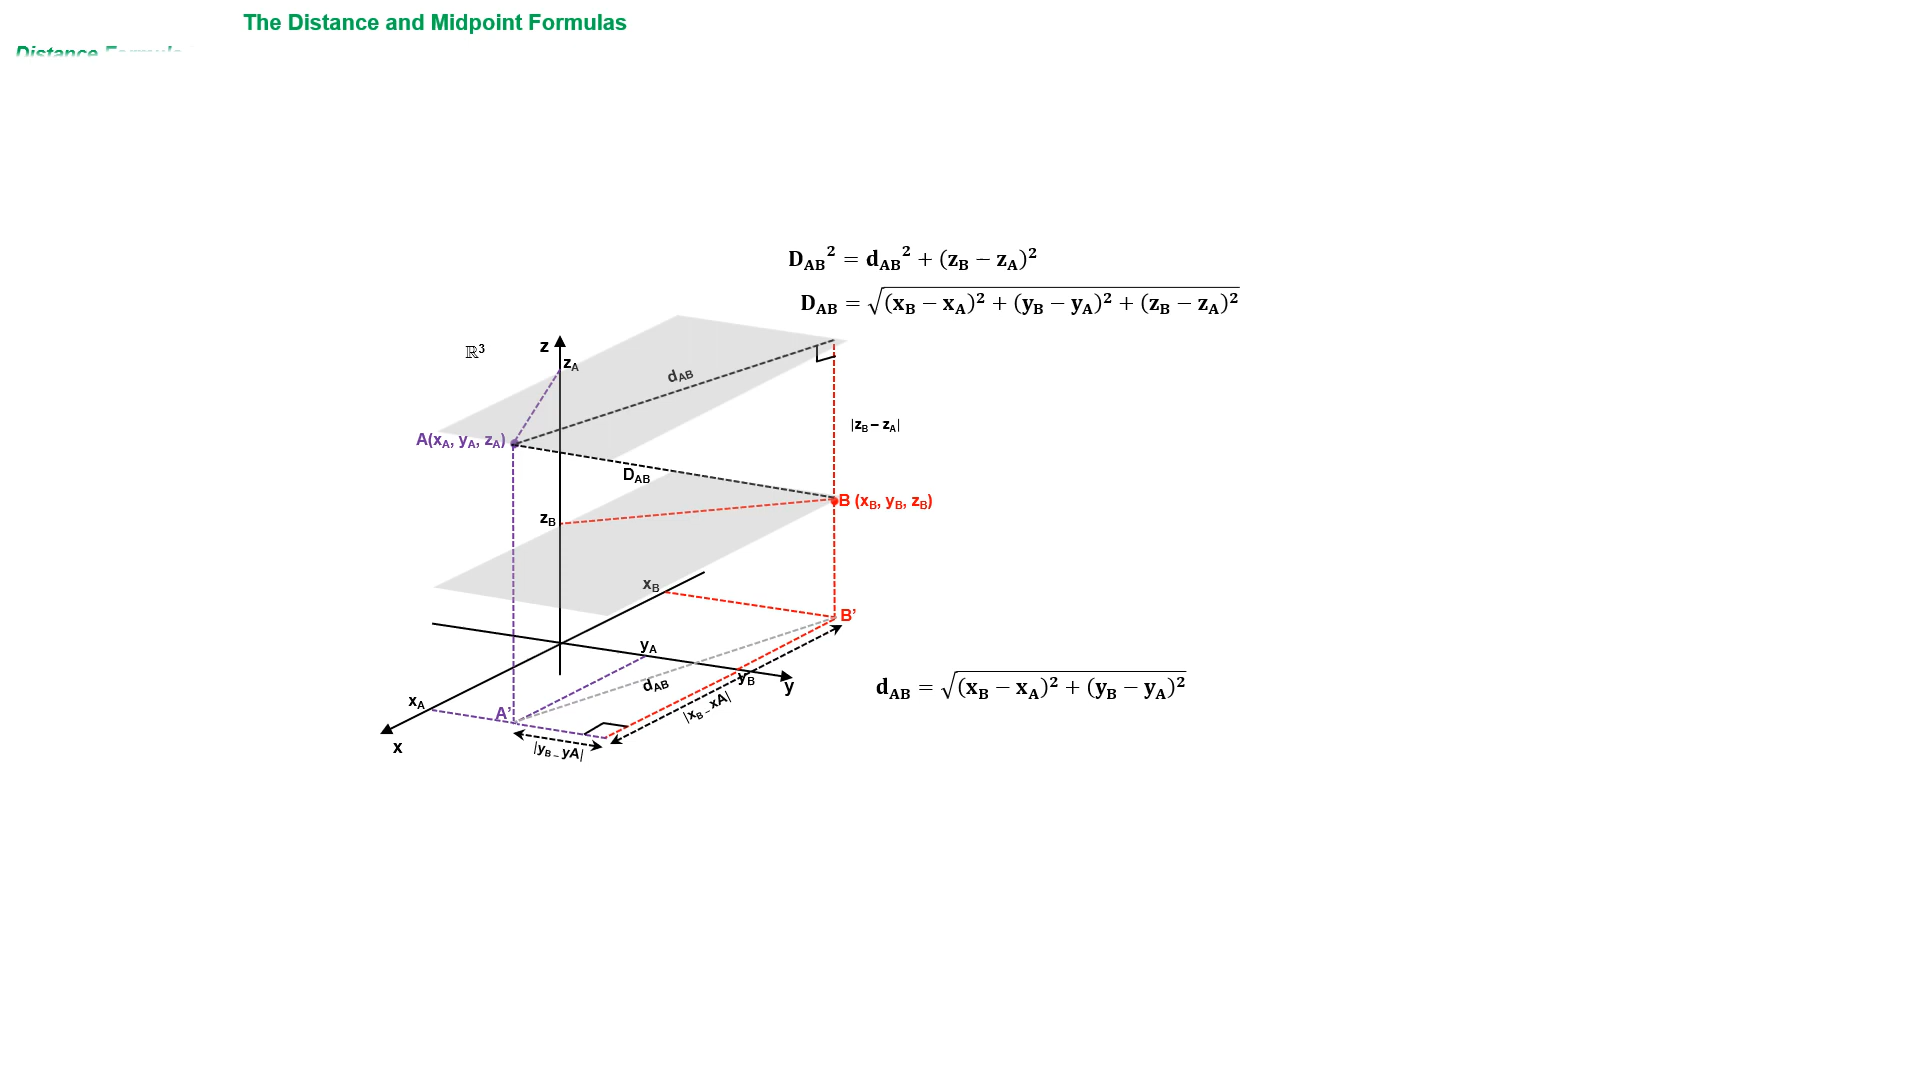 The Distance and Midpoint Formulas
Distance Formula
D_AB² = d_AB² + (z_B − z_A)²
D_AB = √((x_B − x_A)² + (y_B − y_A)² + (z_B − z_A)²)
ℝ³
z
z_A
d_AB
|z_B – z_A|
A(x_A, y_A, z_A)
D_AB
B (x_B, y_B, z_B)
z_B
x_B
B’
y_A
y_B
y
d_AB
d_AB = √((x_B − x_A)² + (y_B − y_A)²)
x_A
A’
|x_B – xA|
|y_B – yA|
x